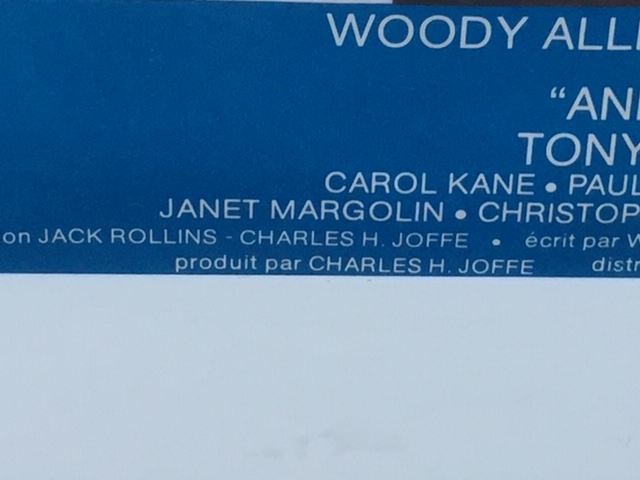 WOODY ALL
“AN
TONY
CAROL KANE • PAUL
JANET MARGOLIN • CHRISTOP
on JACK ROLLINS - CHARLES H. JOFFE • écrit par W
produit par CHARLES H. JOFFE distr